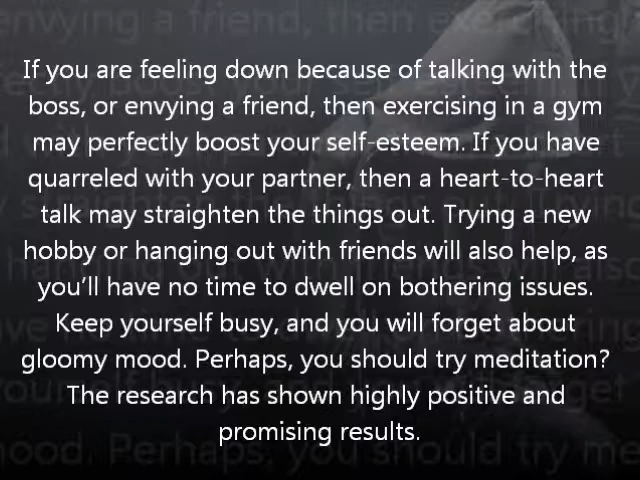 If you are feeling down because of talking with the
boss, or envying a friend, then exercising in a gym
may perfectly boost your self-esteem. If you have
quarreled with your partner, then a heart-to-heart
talk may straighten the things out. Trying a new
hobby or hanging out with friends will also help, as
you'll have no time to dwell on bothering issues.
Keep yourself busy, and you will forget about
gloomy mood. Perhaps, you should try meditation?
The research has shown highly positive and
promising results.